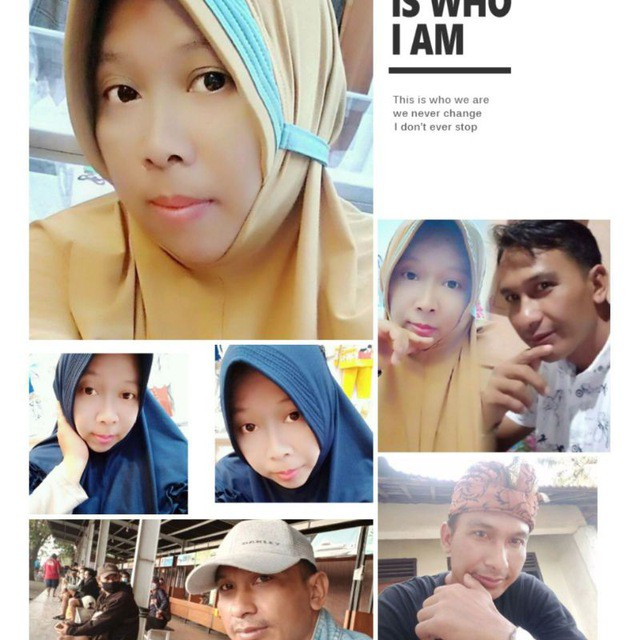 IS WHO
I AM
This is who we are
we never change
I don't ever stop
OAKLEY